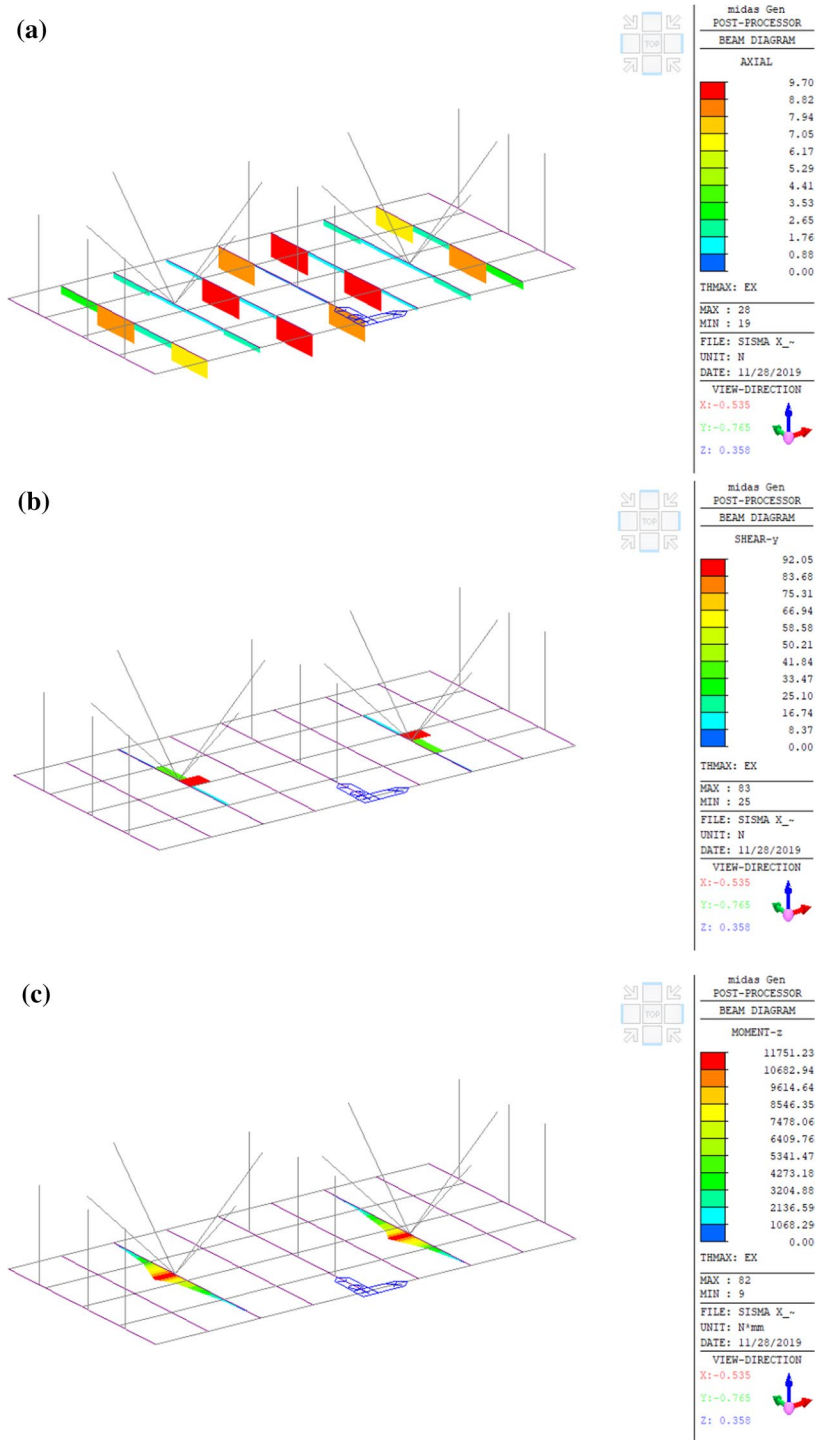 (a)
TOP
midas Gen
POST-PROCESSOR
BEAM DIAGRAM
AXIAL
9.70
8.82
7.94
7.05
6.17
5.29
4.41
3.53
2.65
1.76
0.88
0.00
THMAX: EX
MAX : 28
MIN : 19
FILE: SISMA X_~
UNIT: N
DATE: 11/28/2019
VIEW-DIRECTION
X:-0.535
Y:-0.765
Z: 0.358
(b)
TOP
midas Gen
POST-PROCESSOR
BEAM DIAGRAM
SHEAR-y
92.05
83.68
75.31
66.94
58.58
50.21
41.84
33.47
25.10
16.74
8.37
0.00
THMAX: EX
MAX : 83
MIN : 25
FILE: SISMA X_~
UNIT: N
DATE: 11/28/2019
VIEW-DIRECTION
X:-0.535
Y:-0.765
Z: 0.358
(c)
TOP
midas Gen
POST-PROCESSOR
BEAM DIAGRAM
MOMENT-z
11751.23
10682.94
9614.64
8546.35
7478.06
6409.76
5341.47
4273.18
3204.88
2136.59
1068.29
0.00
THMAX: EX
MAX : 82
MIN : 9
FILE: SISMA X_~
UNIT: N*mm
DATE: 11/28/2019
VIEW-DIRECTION
X:-0.535
Y:-0.765
Z: 0.358